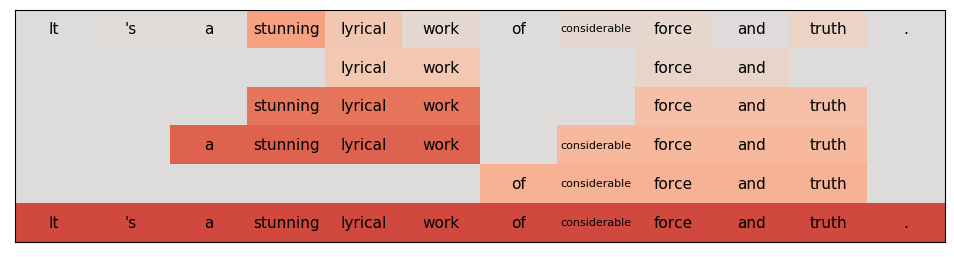 It 's a stunning lyrical work of considerable force and truth .
lyrical work force and
stunning lyrical work force and truth
a stunning lyrical work considerable force and truth
of considerable force and truth
It 's a stunning lyrical work of considerable force and truth .